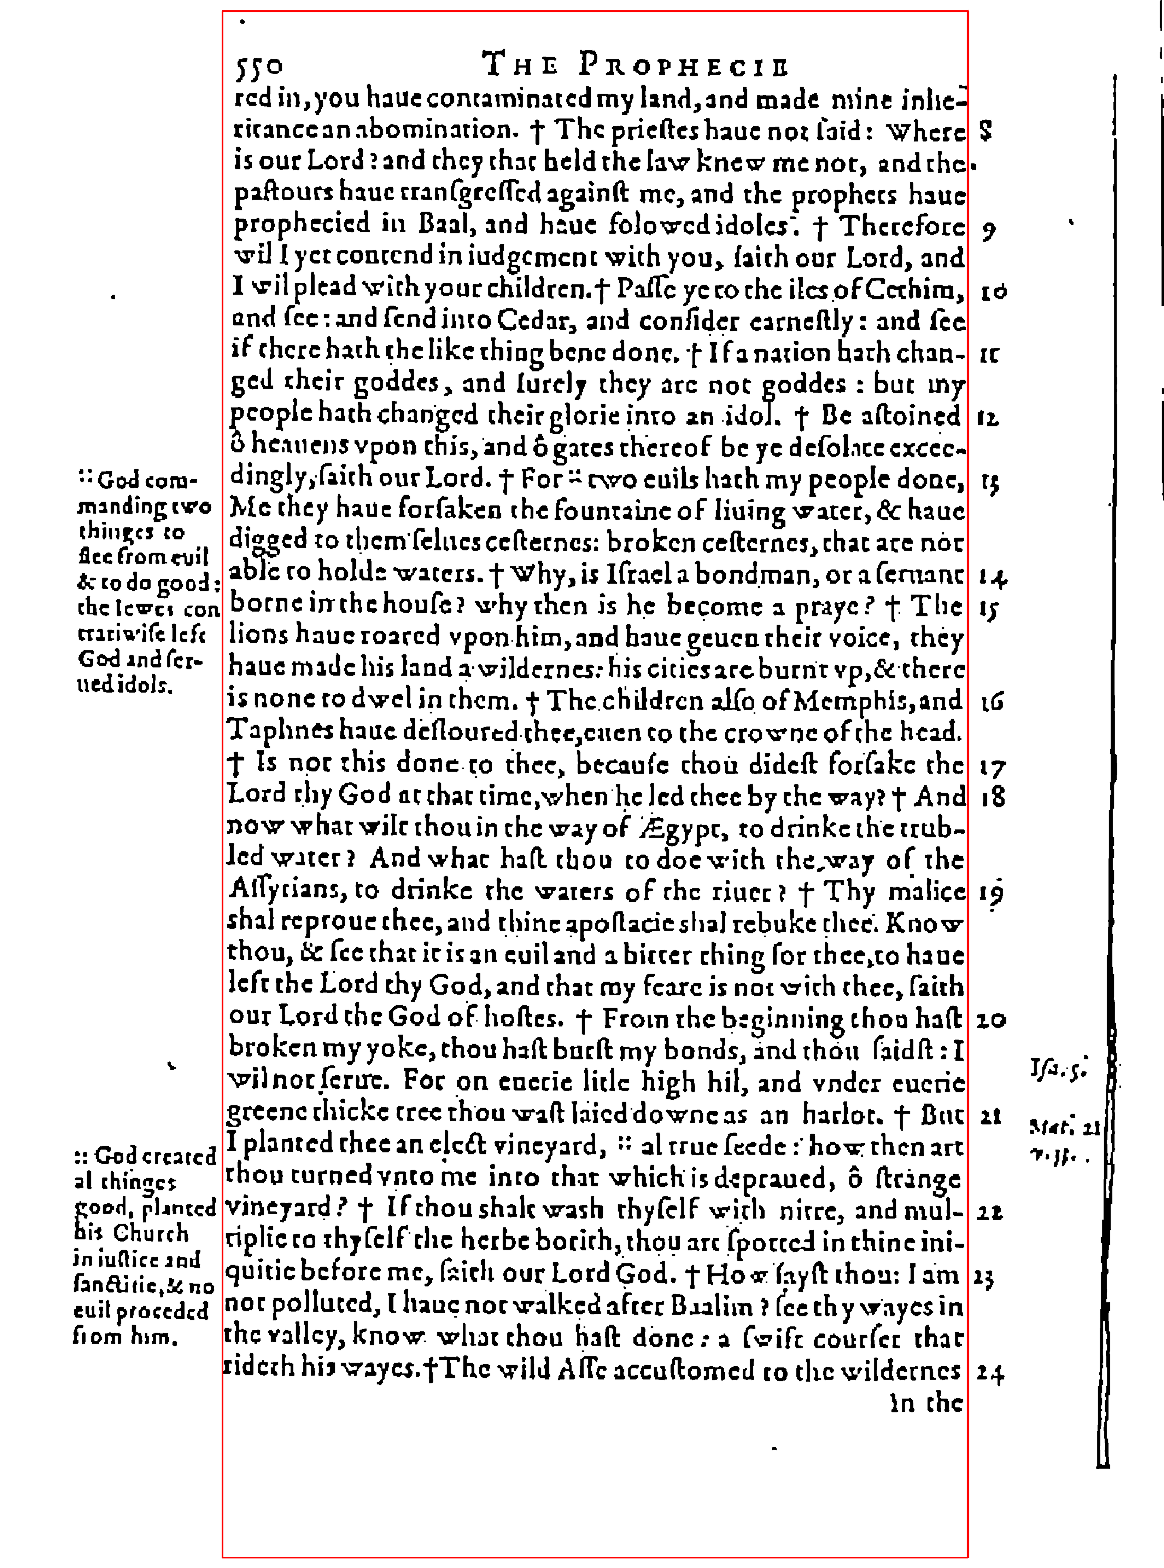 550 THE PROPHECIE
red in, you haue contaminated my land, and made mine inhe-
ritance an abomination. † The priestes haue not ſaid: Where 8
is our Lord? and they that held the law knew me not, and the
paſtours haue tranſgreſſed againſt me, and the prophets haue
prophecied in Baal, and haue folowed idoles. † Therefore 9
wil I yet contend in iudgement with you, ſaith our Lord, and
I wil plead with your children. † Paſſe ye to the iles of Cethim, 10
and ſee: and ſend into Cedar, and conſider earneſtly: and ſee
if there hath the like thing bene done. † If a nation hath chan- 11
ged their goddes, and ſurely they are not goddes: but my
people hath changed their glorie into an idol. † Be aſtoined 12
ô heauens vpon this, and ô gates thereof be ye deſolate excee-
dingly, ſaith our Lord. † For :: two euils hath my people done, 13
Me they haue forſaken the fountaine of liuing water, & haue
digged to themſelues ceſternes: broken ceſternes, that are not
able to holde waters. † Why, is Iſrael a bondman, or a ſeruant 14
borne in the houſe? why then is he become a praye? † The 15
lions haue roared vpon him, and haue geuen their voice, they
haue made his land a wildernes: his cities are burnt vp, & there
is none to dwel in them. † The children alſo of Memphis, and 16
Taphnes haue defloured thee, euen to the crowne of the head.
† Is not this done to thee, becauſe thou dideſt forſake the 17
Lord thy God at that time, when he led thee by the way? † And 18
now what wilt thou in the way of Ægypt, to drinke the trub-
led water? And what haſt thou to doe with the way of the
Aſſyrians, to drinke the waters of the riuer? † Thy malice 19
shal reproue thee, and thine apoſtacie shal rebuke thee. Know
thou, & ſee that it is an euil and a bitter thing for thee, to haue
left the Lord thy God, and that my feare is not with thee, ſaith
our Lord the God of hoſtes. † From the beginning thou haſt 20
broken my yoke, thou haſt burſt my bonds, and thou ſaidſt: I
wil not ſerue. For on euerie litle high hil, and vnder euerie
greene thicke tree thou waſt laied downe as an harlot. † But 21
I planted thee an elect vineyard, :: al true ſeede: how then art
thou turned vnto me into that which is depraued, ô ſtrange
vineyard? † If thou shalt wash thyſelf with nitre, and mul- 22
tiplie to thyſelf the herbe borith, thou art ſpotted in thine ini-
quitie before me, ſaith our Lord God. † How ſayſt thou: I am 23
not polluted, I haue not walked after Baalim? ſee thy wayes in
the valley, know what thou haſt done: a ſwift courſer that
rideth his wayes. † The wild Aſſe accuſtomed to the wildernes 24
in the
:: God com-
manding two
thinges to
flee from euil
& to do good:
the Iewes con
trariwiſe left
God and ſer-
ued idols.
:: God created
al thinges
good, planted
his Church
in iuſtice and
ſanctitie, & no
euil proceded
from him.
Iſa. 5.
Mat. 21
v. 33.